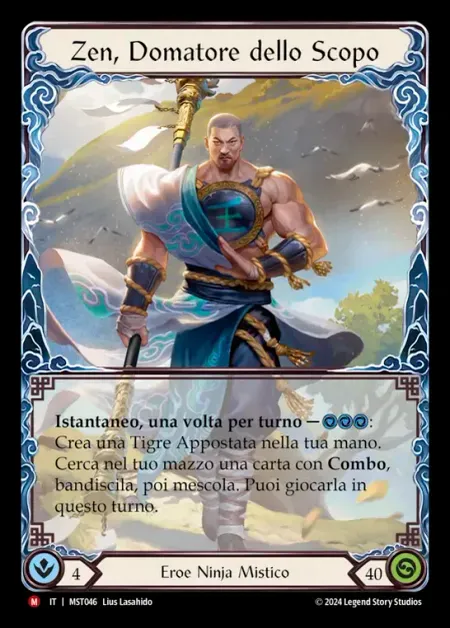 Zen, Domatore dello Scopo
Istantaneo, una volta per turno —:
Crea una Tigre Appostata nella tua mano.
Cerca nel tuo mazzo una carta con Combo,
bandiscila, poi mescola. Puoi giocarla in
questo turno.
4 Eroe Ninja Mistico 40
M IT | MST046 Lius Lasahido © 2024 Legend Story Studios